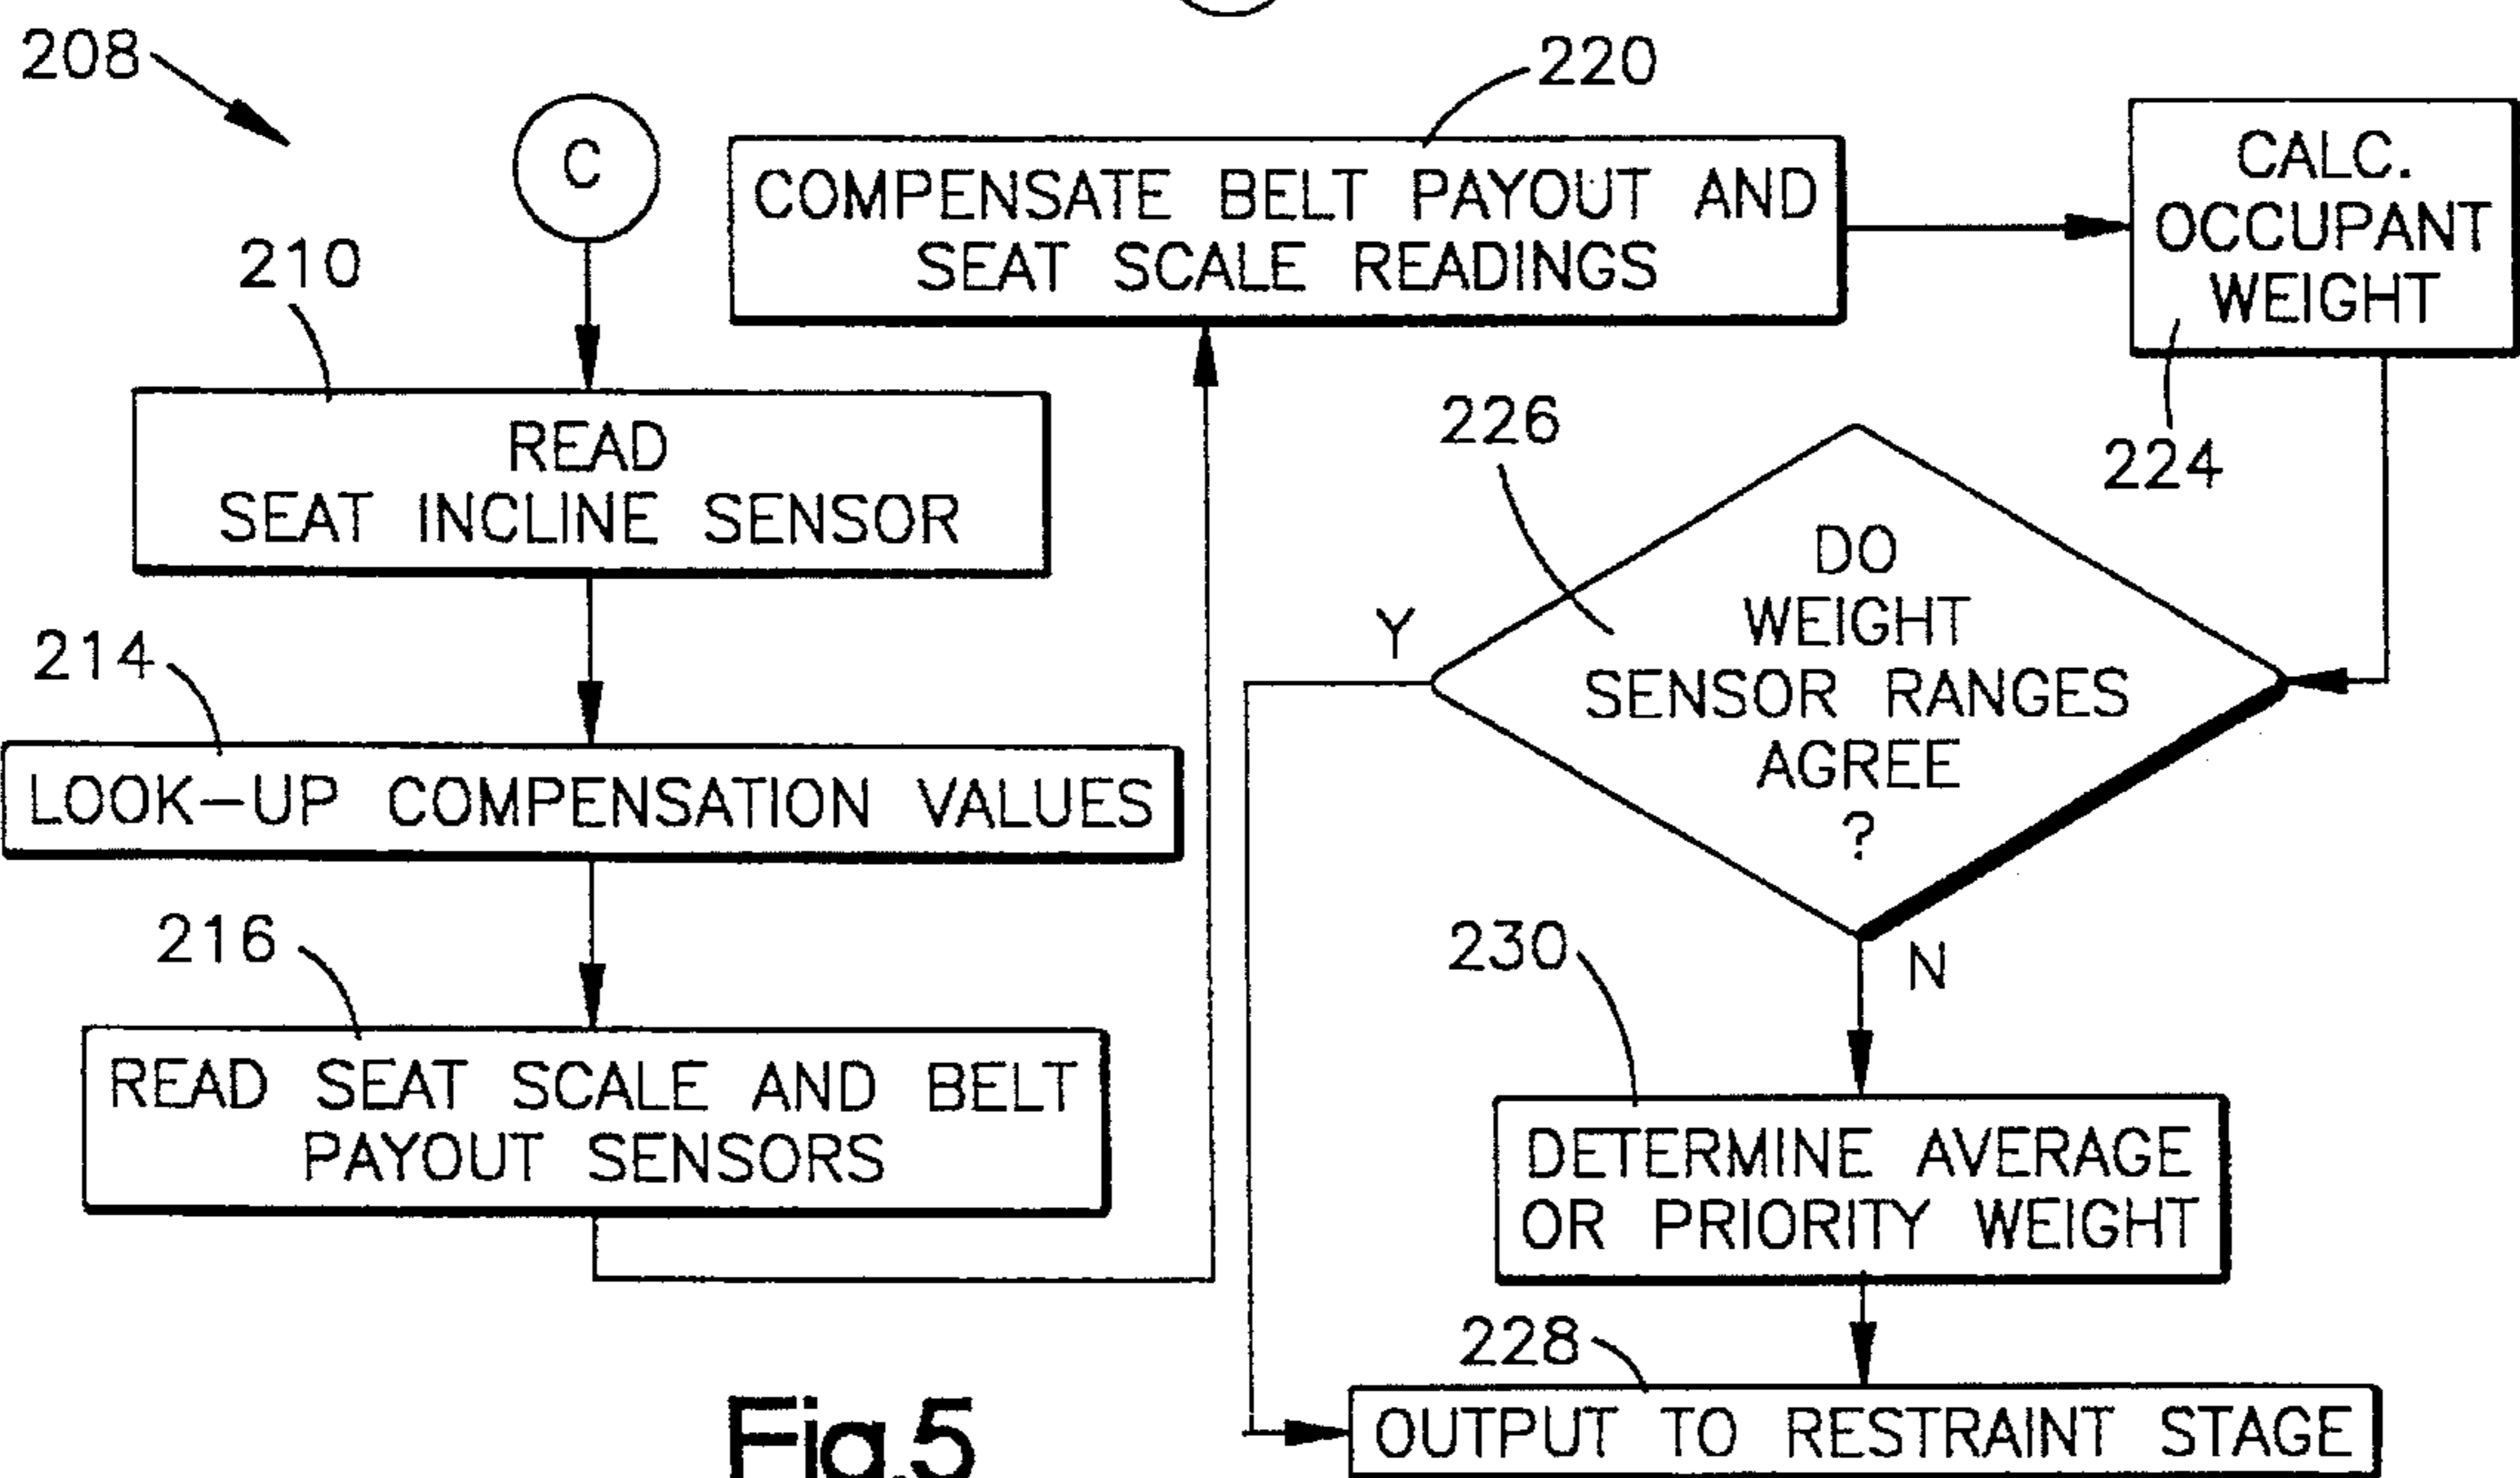 208
C
210
READ
SEAT INCLINE SENSOR
214
LOOK-UP COMPENSATION VALUES
216
READ SEAT SCALE AND BELT
PAYOUT SENSORS
220
COMPENSATE BELT PAYOUT AND
SEAT SCALE READINGS
CALC.
OCCUPANT
WEIGHT
224
226
DO
WEIGHT
SENSOR RANGES
AGREE
?
Y
N
230
DETERMINE AVERAGE
OR PRIORITY WEIGHT
228
OUTPUT TO RESTRAINT STAGE
Fig.5